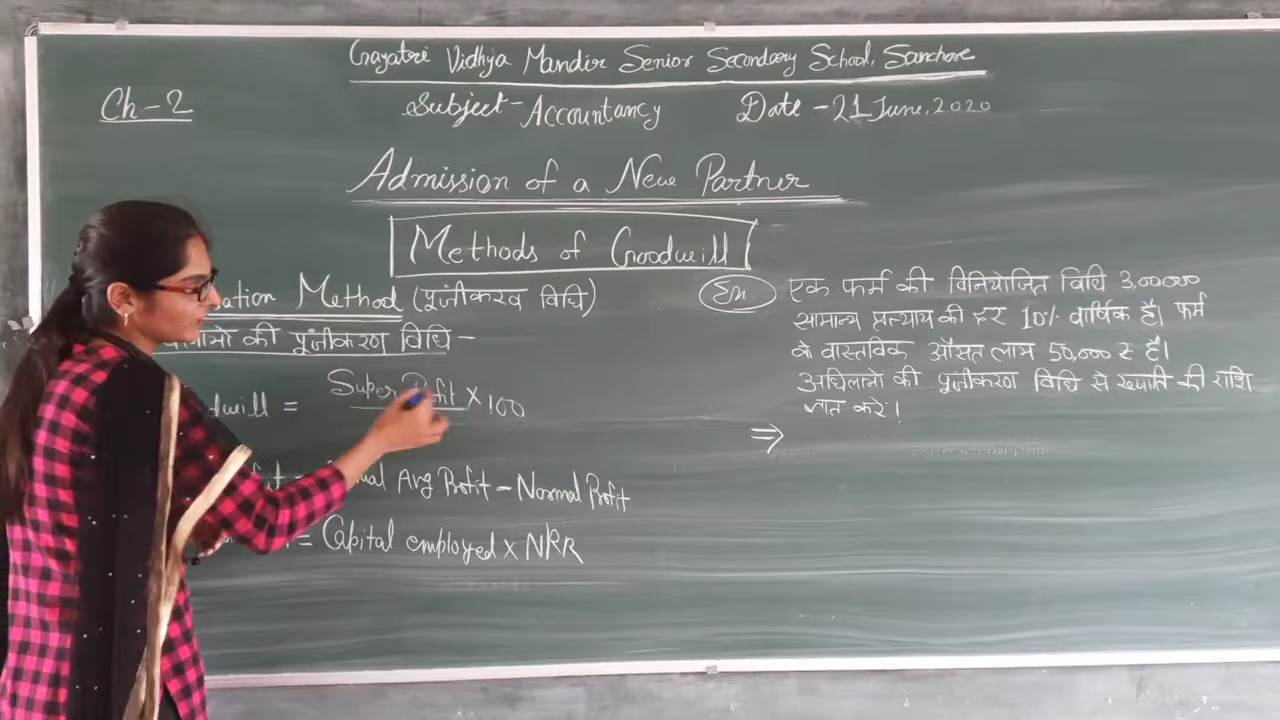 Gayatri Vidhya Mandir Senior Secondary School, Sanchore
Ch-2
Subject-Accountancy
Date -21 June, 2020
Admission of a New Partner
Methods of Goodwill
Method (पूंजीकरण विधि)
की पूंजीकरण विधि -
= Super Profit × 100
Avg Profit - Normal Profit
= Capital employed × NRR
Ex. एक फर्म की विनियोजित विधि 3,00000
सामान्य प्रत्याय की दर 10% वार्षिक है। फर्म
के वास्तविक औसत लाभ 50,000 ₹ है।
अधिलाभो की पूंजीकरण विधि से ख्याति की राशि
ज्ञात करे।
⇒